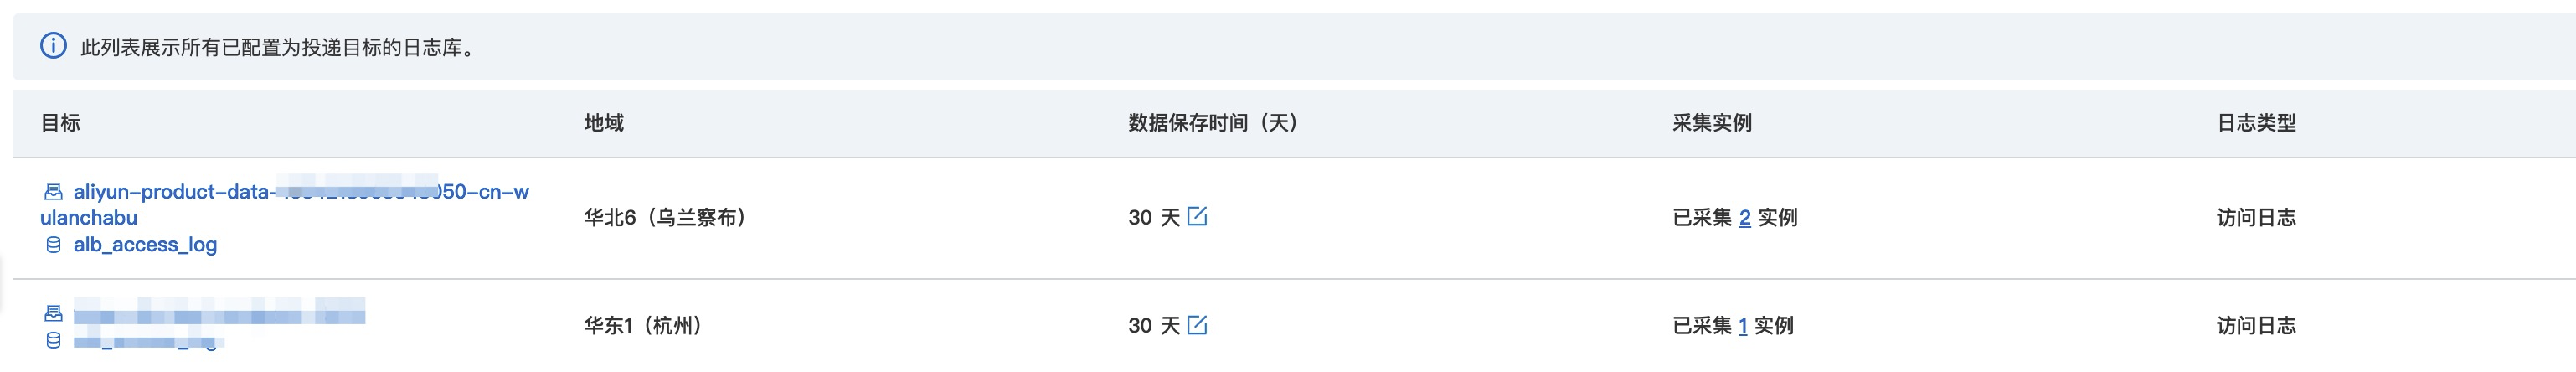 此列表展示所有已配置为投递目标的日志库。
目标 地域 数据保存时间（天） 采集实例 日志类型
aliyun-product-data- 050-cn-w
ulanchabu
alb_access_log
华北6（乌兰察布） 30 天 已采集 2 实例 访问日志
华东1（杭州） 30 天 已采集 1 实例 访问日志